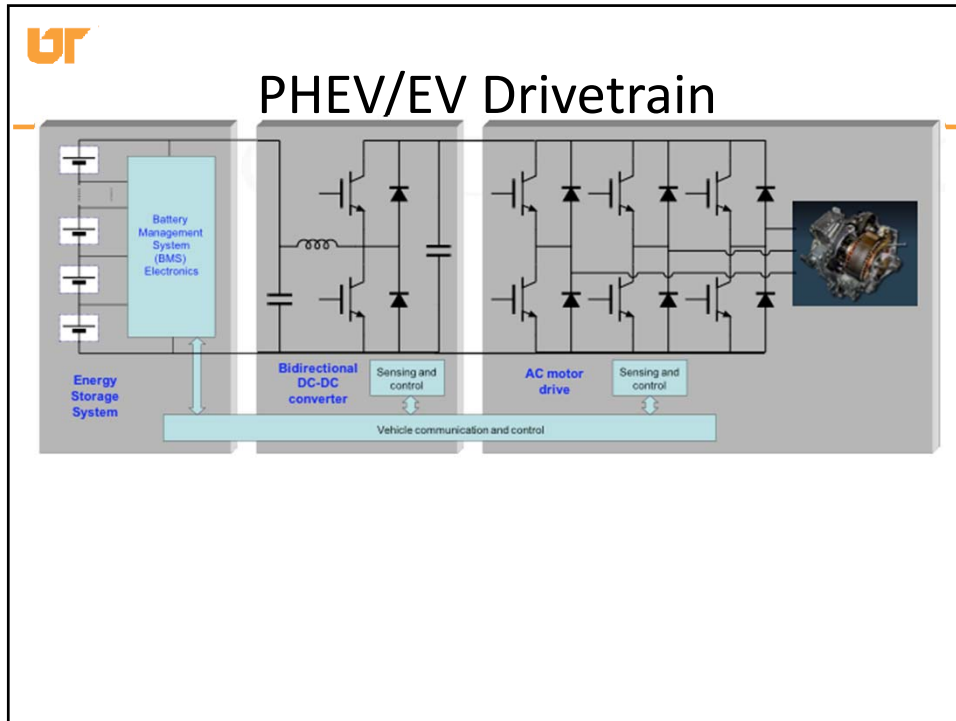 UT
PHEV/EV Drivetrain
Battery
Management
System
(BMS)
Electronics
Energy
Storage
System
Bidirectional
DC-DC
converter
Sensing and
control
AC motor
drive
Sensing and
control
Vehicle communication and control